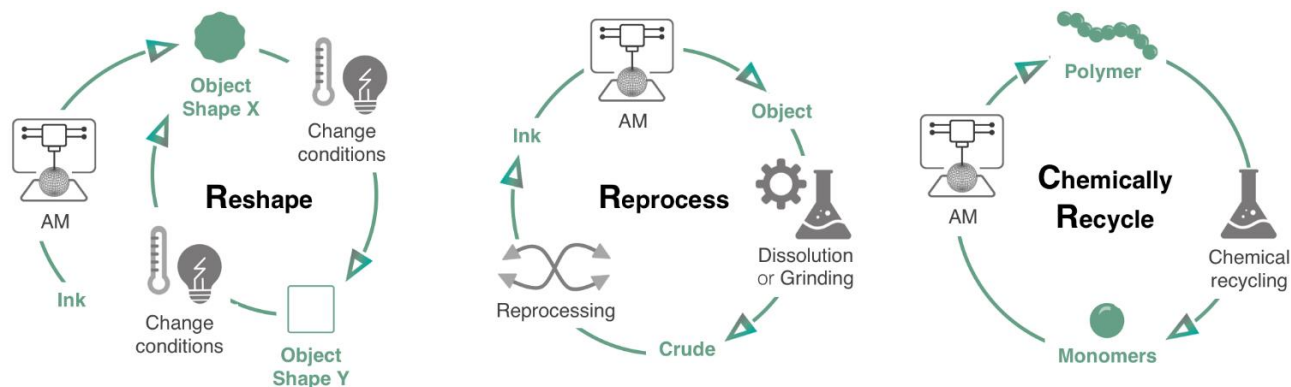 Object
Shape X
Change
conditions
AM
Reshape
Ink
Change
conditions
Object
Shape Y
AM
Object
Ink
Reprocess
Dissolution
or Grinding
Reprocessing
Crude
Polymer
AM
Chemically
Recycle
Chemical
recycling
Monomers